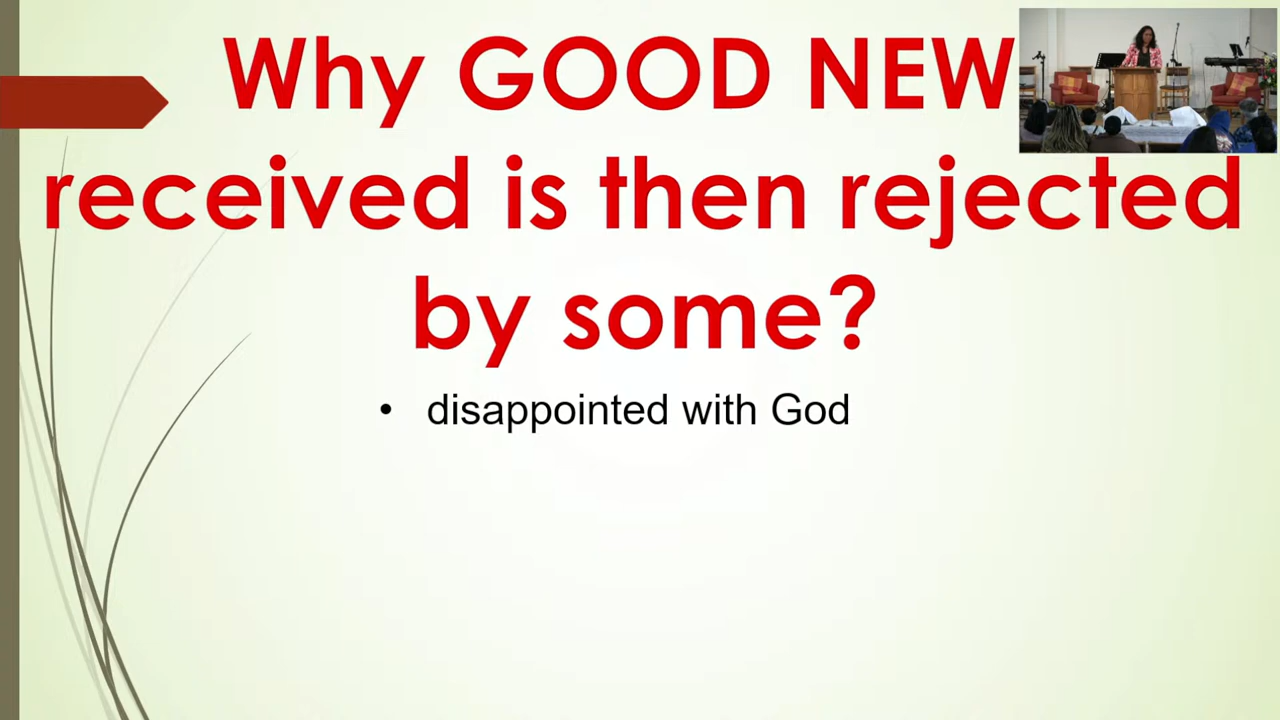 Why GOOD NEW
received is then rejected
by some?
• disappointed with God